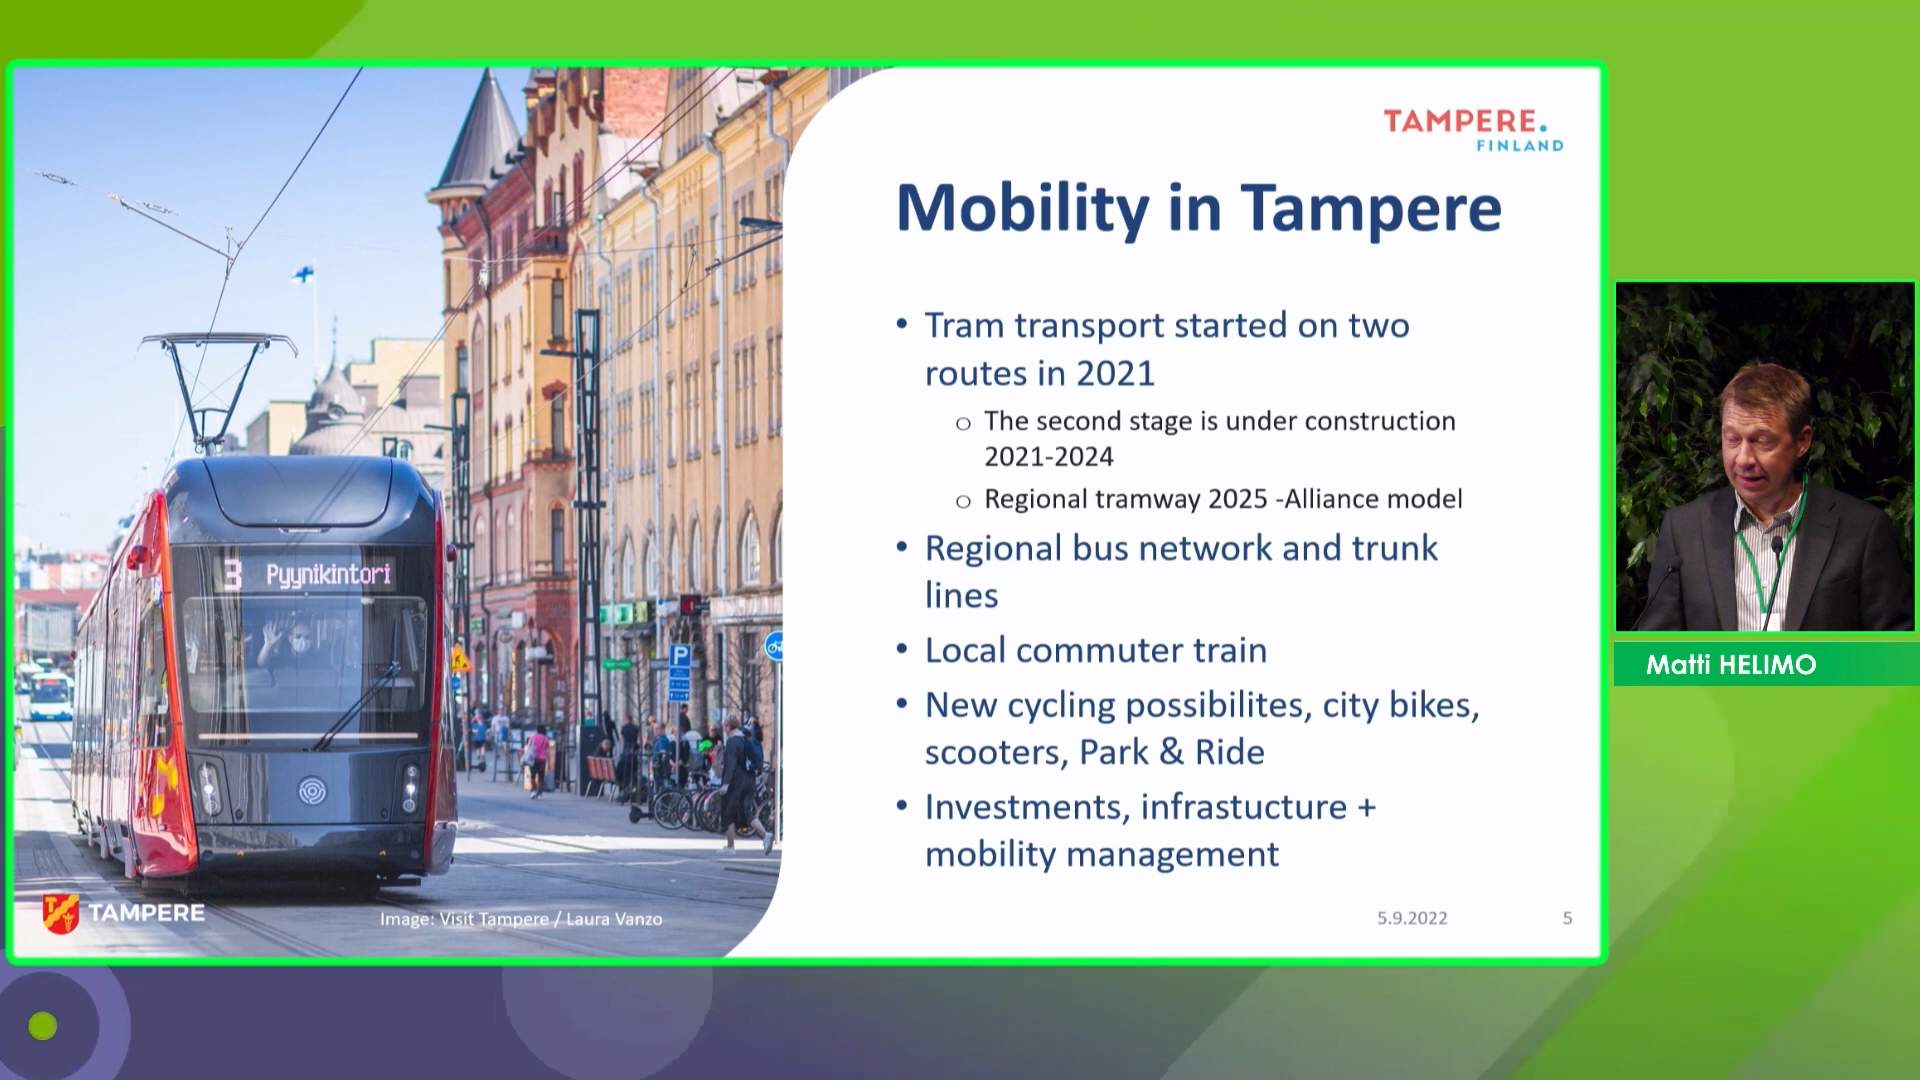 TAMPERE.
FINLAND
Mobility in Tampere
• Tram transport started on two
routes in 2021
o The second stage is under construction
2021-2024
o Regional tramway 2025 -Alliance model
• Regional bus network and trunk
lines
• Local commuter train
• New cycling possibilites, city bikes,
scooters, Park & Ride
• Investments, infrastucture +
mobility management
3 Pyynikintori
P
TAMPERE
Image: Visit Tampere / Laura Vanzo
5.9.2022
5
Matti HELIMO